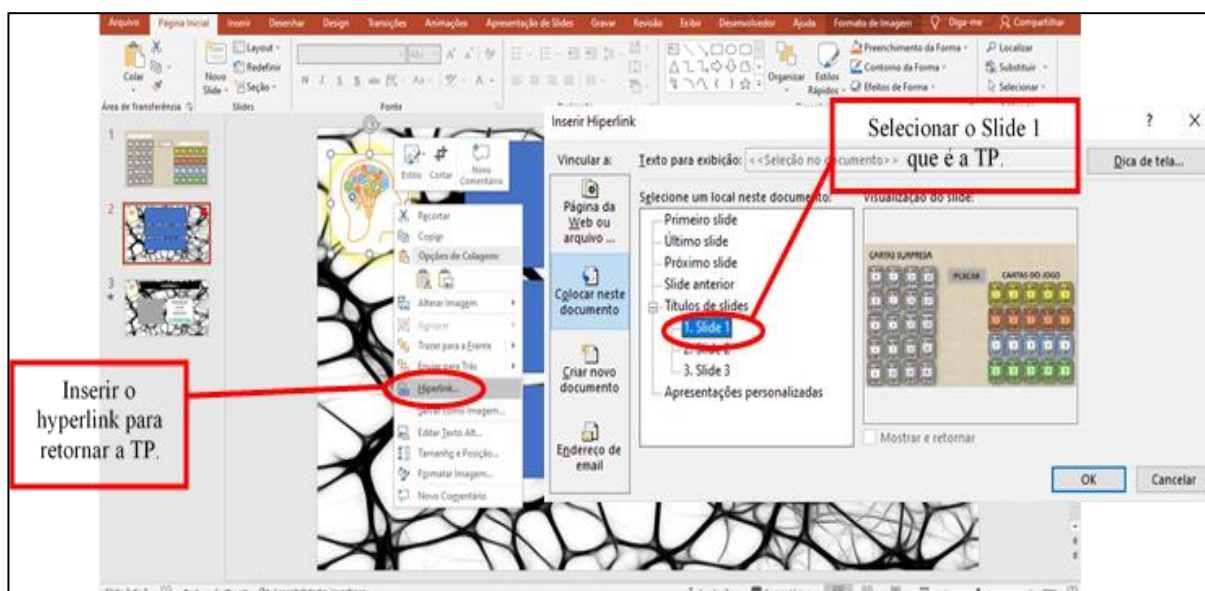 Arquivo Página Inicial Inserir Desenhar Design Transições Animações Apresentação de Slides Gravar Revisão Exibir Desenvolvedor Ajuda Formato de Imagem Diga-me Compartilhar
Colar
Novo
Slide
Layout
Redefinir
Seção
Organizar
Estilos
Rápidos
Preenchimento da Forma
Contorno da Forma
Efeitos de Forma
Localizar
Substituir
Selecionar
Área de Transferência
Slides
Fonte
1
2
3
Estilo Cortar Novo
Comentário
Recortar
Copiar
Opções de Colagem:
Alterar Imagem
Agrupar
Trazer para a Frente
Enviar para Trás
Hiperlink...
Salvar como Imagem...
Editar Texto Alt...
Tamanho e Posição...
Formatar Imagem...
Novo Comentário
Inserir o
hyperlink para
retornar a TP.
Inserir Hiperlink
? X
Selecionar o Slide 1
que é a TP.
Vincular a:
Texto para exibição: <<Seleção no documento>>
Dica de tela...
Página da
Web ou
arquivo ...
Colocar neste
documento
Criar novo
documento
Endereço de
email
Selecione um local neste documento:
Primeiro slide
Último slide
Próximo slide
Slide anterior
Títulos de slides
1. Slide 1
2. Slide 2
3. Slide 3
Apresentações personalizadas
Visualização do slide:
CARTAS SURPRESA
PLACAR
CARTAS DO JOGO
Mostrar e retornar
OK
Cancelar